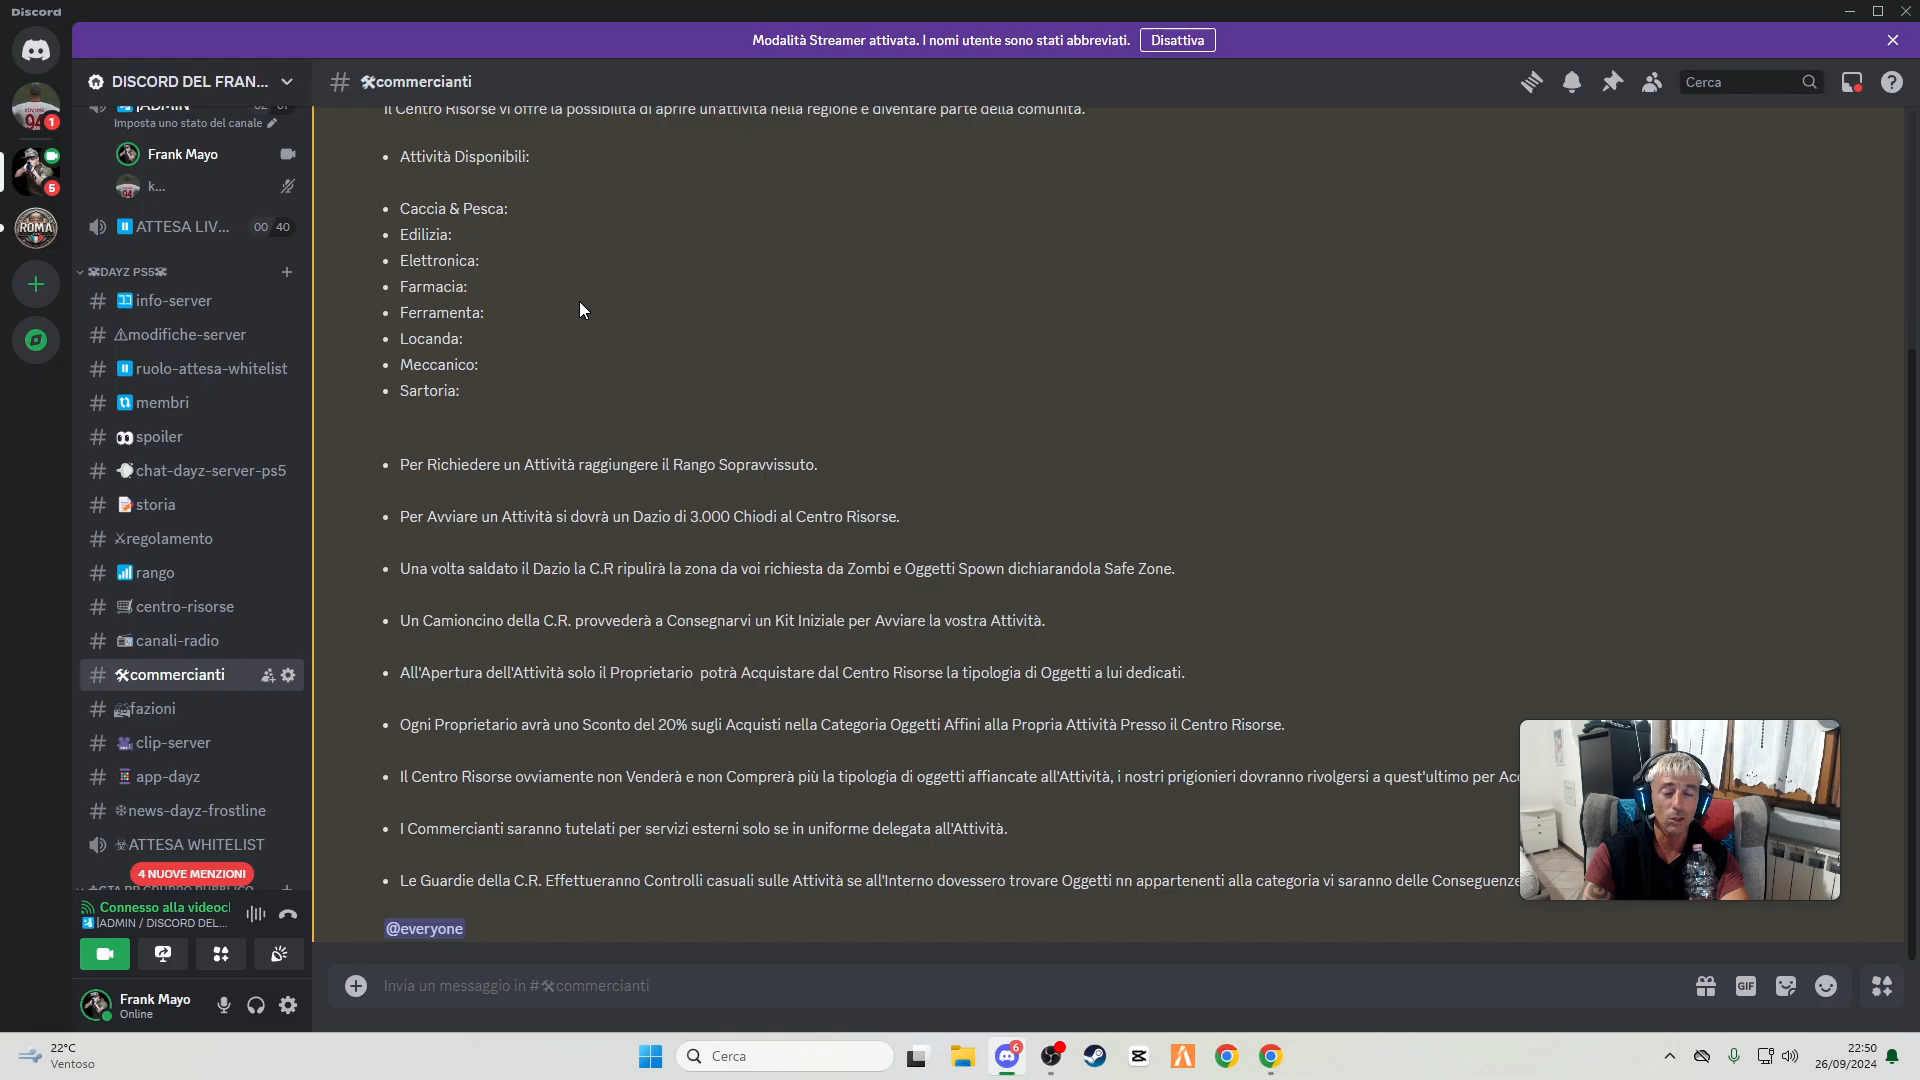 Discord
Modalità Streamer attivata. I nomi utente sono stati abbreviati.
Disattiva
DISCORD DEL FRAN...
🛠commercianti
Cerca
|ADMIN
Imposta uno stato del canale
Frank Mayo
k...
ATTESA LIV...
00 40
☠DAYZ PS5☠
info-server
⚠modifiche-server
ruolo-attesa-whitelist
membri
👀spoiler
chat-dayz-server-ps5
📝storia
⚔regolamento
📶rango
🛒centro-risorse
📻canali-radio
🛠commercianti
fazioni
clip-server
app-dayz
❄news-dayz-frostline
☣ATTESA WHITELIST
4 NUOVE MENZIONI
Connesso alla videoc
|ADMIN / DISCORD DEL...
Frank Mayo
Online
Il Centro Risorse vi offre la possibilità di aprire un'attività nella regione e diventare parte della comunità.
• Attività Disponibili:
• Caccia & Pesca:
• Edilizia:
• Elettronica:
• Farmacia:
• Ferramenta:
• Locanda:
• Meccanico:
• Sartoria:
• Per Richiedere un Attività raggiungere il Rango Sopravvissuto.
• Per Avviare un Attività si dovrà un Dazio di 3.000 Chiodi al Centro Risorse.
• Una volta saldato il Dazio la C.R ripulirà la zona da voi richiesta da Zombi e Oggetti Spown dichiarandola Safe Zone.
• Un Camioncino della C.R. provvederà a Consegnarvi un Kit Iniziale per Avviare la vostra Attività.
• All'Apertura dell'Attività solo il Proprietario potrà Acquistare dal Centro Risorse la tipologia di Oggetti a lui dedicati.
• Ogni Proprietario avrà uno Sconto del 20% sugli Acquisti nella Categoria Oggetti Affini alla Propria Attività Presso il Centro Risorse.
• Il Centro Risorse ovviamente non Venderà e non Comprerà più la tipologia di oggetti affiancate all'Attività, i nostri prigionieri dovranno rivolgersi a quest'ultimo per
• I Commercianti saranno tutelati per servizi esterni solo se in uniforme delegata all'Attività.
• Le Guardie della C.R. Effettueranno Controlli casuali sulle Attività se all'Interno dovessero trovare Oggetti nn appartenenti alla categoria vi saranno delle Conseguenze
@everyone
Invia un messaggio in #🛠commercianti
GIF
22°C
Ventoso
Cerca
22:50
26/09/2024